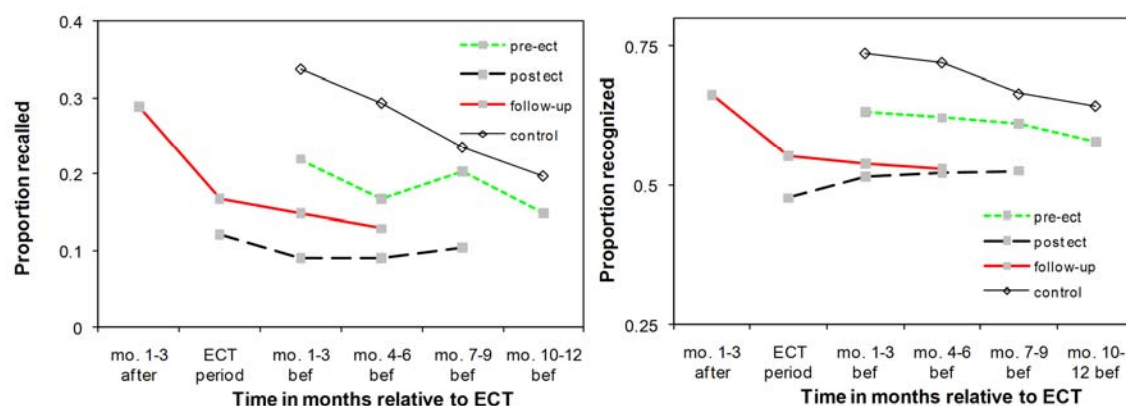 Proportion recalled
0.4
0.3
0.2
0.1
0
pre-ect
postect
follow-up
control
mo. 1-3 after
ECT period
mo. 1-3 bef
mo. 4-6 bef
mo. 7-9 bef
mo. 10-12 bef
Time in months relative to ECT
Proportion recognized
0.75
0.5
0.25
pre-ect
postect
follow-up
control
mo. 1-3 after
ECT period
mo. 1-3 bef
mo. 4-6 bef
mo. 7-9 bef
mo. 10-12 bef
Time in months relative to ECT